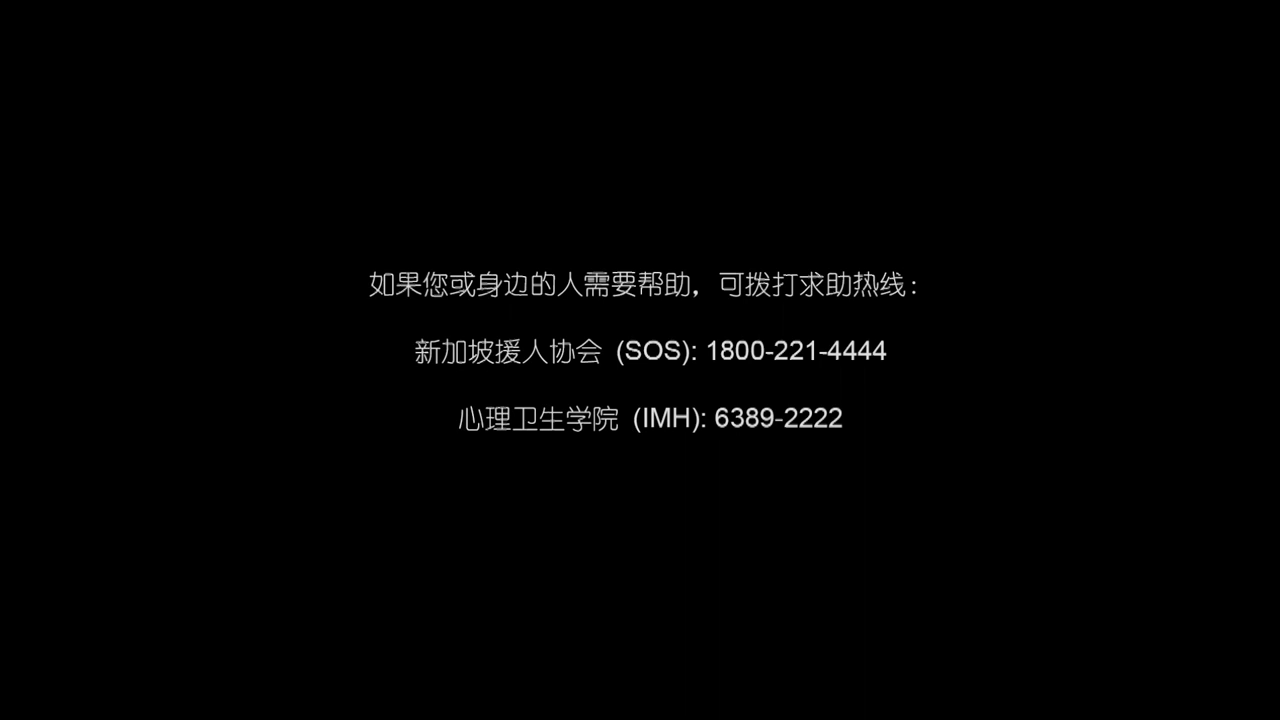 如果您或身边的人需要帮助，可拨打求助热线：
新加坡援人协会 (SOS): 1800-221-4444
心理卫生学院 (IMH): 6389-2222